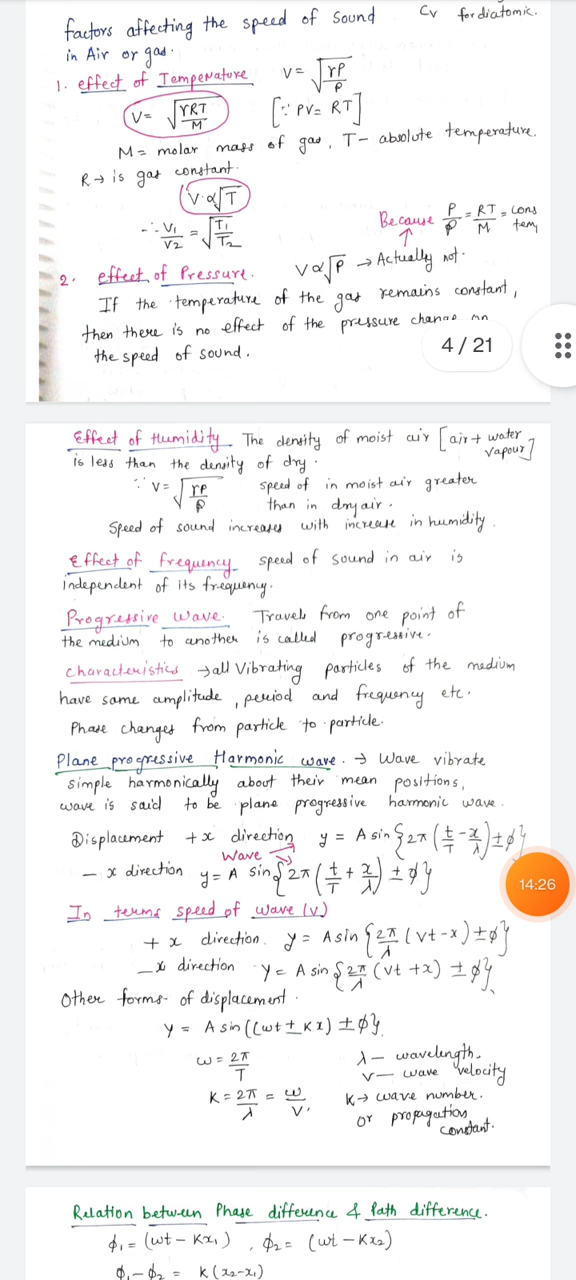 factors affecting the speed of sound
Cv for diatomic.
in Air or gas.
1. effect of Temperature V = √γP/ρ
V = √γRT/M [∵ PV = RT]
M = molar mass of gas, T - absolute temperature.
R → is gas constant.
V ∝ √T
∴ V1/V2 = √T1/T2
Because P/ρ = RT/M = cons
tem
2. effect of Pressure. V ∝ √P → Actually not.
If the temperature of the gas remains constant,
then there is no effect of the pressure change on
the speed of sound.
4 / 21
Effect of Humidity The density of moist air [air + water vapour]
is less than the density of dry.
∵ V = √γP/ρ speed of in moist air greater
than in dry air.
Speed of sound increases with increase in humidity.
Effect of frequency speed of sound in air is
independent of its frequency.
Progressive wave. Travels from one point of
the medium to another is called progressive.
Characteristics → all Vibrating particles of the medium
have same amplitude, period and frequency etc.
Phase changes from particle to particle.
Plane progressive Harmonic wave. → Wave vibrate
simple harmonically about their mean positions,
wave is said to be plane progressive harmonic wave.
Displacement +x direction y = A sin {2π (t/T - x/λ) ± φ}
Wave
- x direction y = A sin {2π (t/T + x/λ) ± φ}
14:26
In terms speed of wave (v)
+ x direction. y = A sin {2π/λ (vt - x) ± φ}
- x direction y = A sin {2π/λ (vt + x) ± φ}
Other forms of displacement.
y = A sin ((ωt ± Kx) ± φ}
ω = 2π/T λ - wavelength.
v - wave velocity
K = 2π/λ = ω/v. K → wave number.
or propagation
constant.
Relation between Phase difference & Path difference.
φ1 = (ωt - Kx1), φ2 = (ωt - Kx2)
φ1 - φ2 = K (x2 - x1)